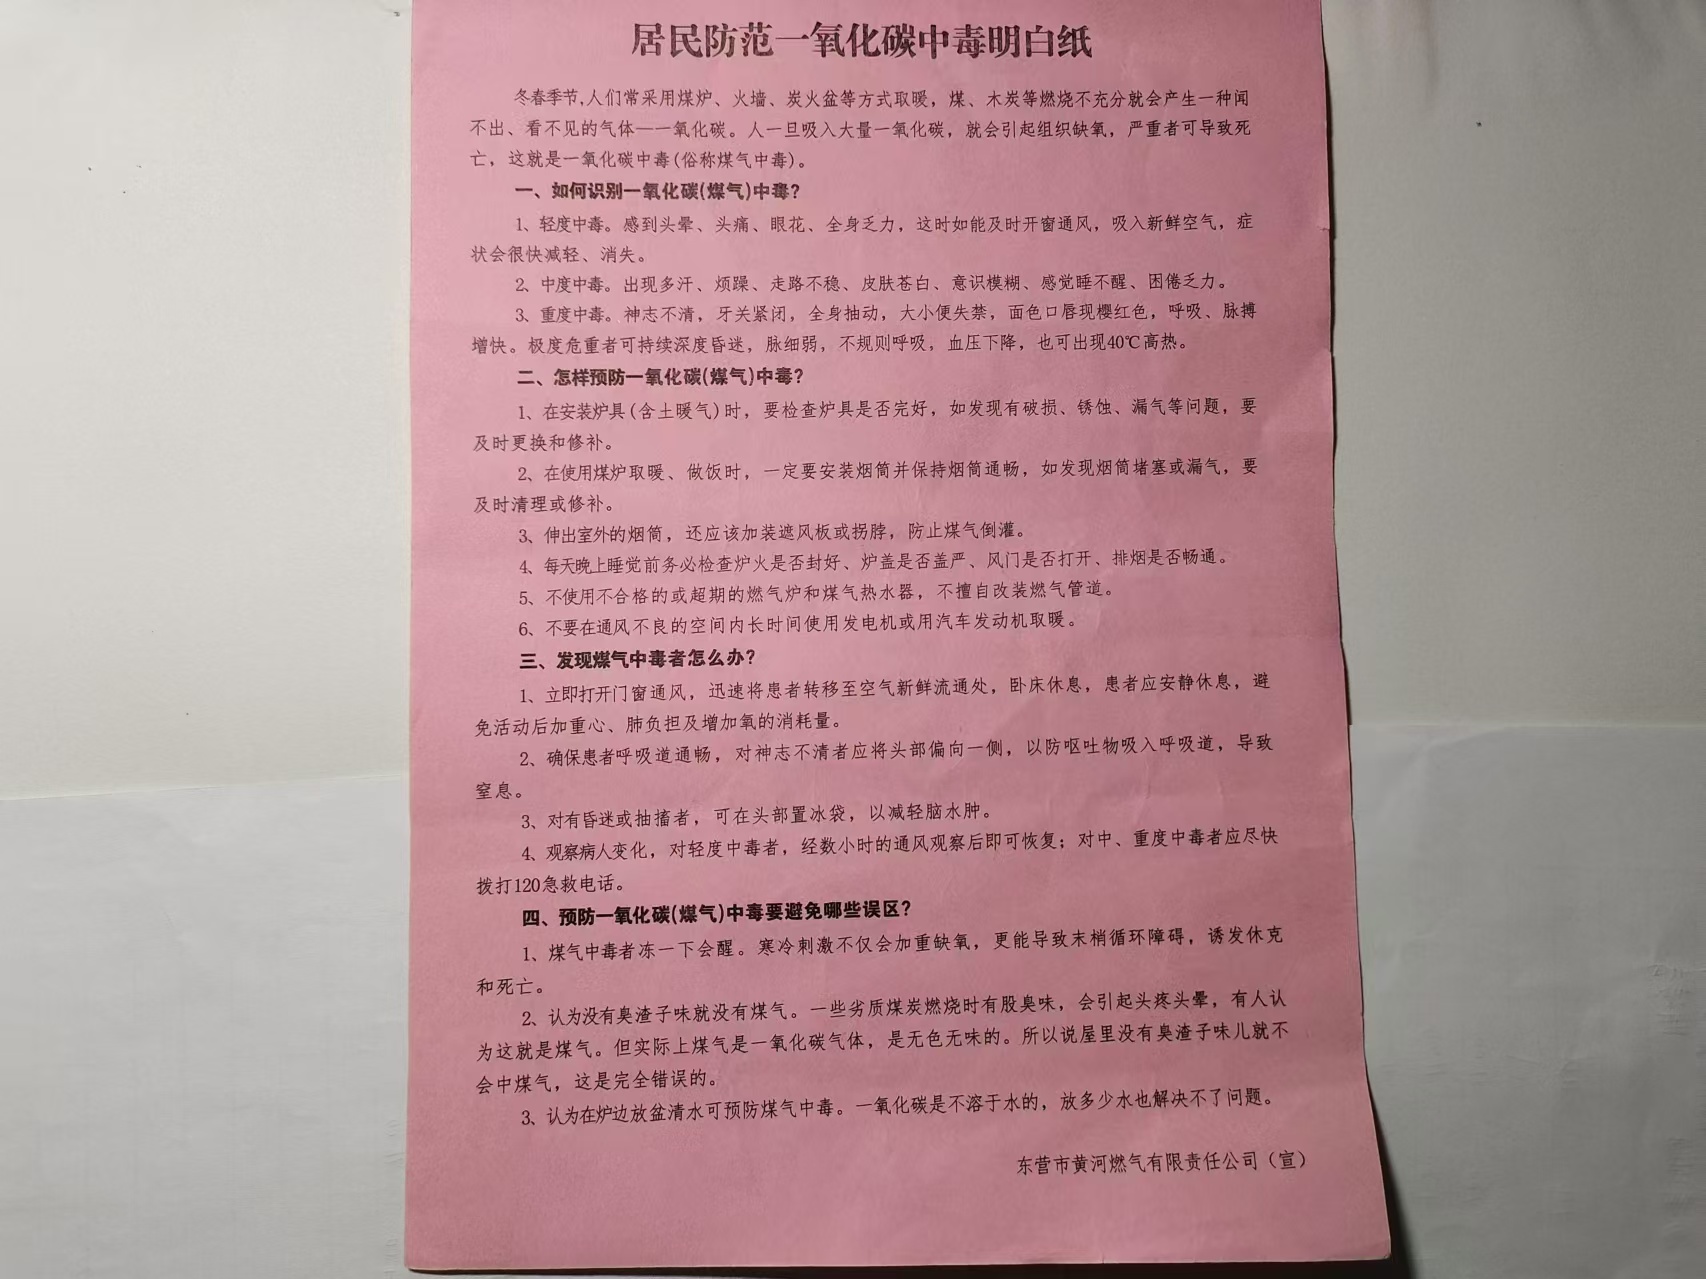 居民防范一氧化碳中毒明白纸
冬春季节,人们常采用煤炉、火墙、炭火盆等方式取暖，煤、木炭等燃烧不充分就会产生一种闻
不出、看不见的气体—一氧化碳。人一旦吸入大量一氧化碳，就会引起组织缺氧，严重者可导致死
亡，这就是一氧化碳中毒(俗称煤气中毒)。
一、如何识别一氧化碳(煤气)中毒？
1、轻度中毒。感到头晕、头痛、眼花、全身乏力，这时如能及时开窗通风，吸入新鲜空气，症
状会很快减轻、消失。
2、中度中毒。出现多汗、烦躁、走路不稳、皮肤苍白、意识模糊、感觉睡不醒、困倦乏力。
3、重度中毒。神志不清，牙关紧闭，全身抽动，大小便失禁，面色口唇现樱红色，呼吸、脉搏
增快。极度危重者可持续深度昏迷，脉细弱，不规则呼吸，血压下降，也可出现40℃高热。
二、怎样预防一氧化碳(煤气)中毒？
1、在安装炉具(含土暖气)时，要检查炉具是否完好，如发现有破损、锈蚀、漏气等问题，要
及时更换和修补。
2、在使用煤炉取暖、做饭时，一定要安装烟筒并保持烟筒通畅，如发现烟筒堵塞或漏气，要
及时清理或修补。
3、伸出室外的烟筒，还应该加装遮风板或拐脖，防止煤气倒灌。
4、每天晚上睡觉前务必检查炉火是否封好、炉盖是否盖严、风门是否打开、排烟是否畅通。
5、不使用不合格的或超期的燃气炉和煤气热水器，不擅自改装燃气管道。
6、不要在通风不良的空间内长时间使用发电机或用汽车发动机取暖。
三、发现煤气中毒者怎么办？
1、立即打开门窗通风，迅速将患者转移至空气新鲜流通处，卧床休息，患者应安静休息，避
免活动后加重心、肺负担及增加氧的消耗量。
2、确保患者呼吸道通畅，对神志不清者应将头部偏向一侧，以防呕吐物吸入呼吸道，导致
窒息。
3、对有昏迷或抽搐者，可在头部置冰袋，以减轻脑水肿。
4、观察病人变化，对轻度中毒者，经数小时的通风观察后即可恢复；对中、重度中毒者应尽快
拨打120急救电话。
四、预防一氧化碳(煤气)中毒要避免哪些误区？
1、煤气中毒者冻一下会醒。寒冷刺激不仅会加重缺氧，更能导致末梢循环障碍，诱发休克
和死亡。
2、认为没有臭渣子味就没有煤气。一些劣质煤炭燃烧时有股臭味，会引起头疼头晕，有人认
为这就是煤气。但实际上煤气是一氧化碳气体，是无色无味的。所以说屋里没有臭渣子味儿就不
会中煤气，这是完全错误的。
3、认为在炉边放盆清水可预防煤气中毒。一氧化碳是不溶于水的，放多少水也解决不了问题。
东营市黄河燃气有限责任公司（宣）